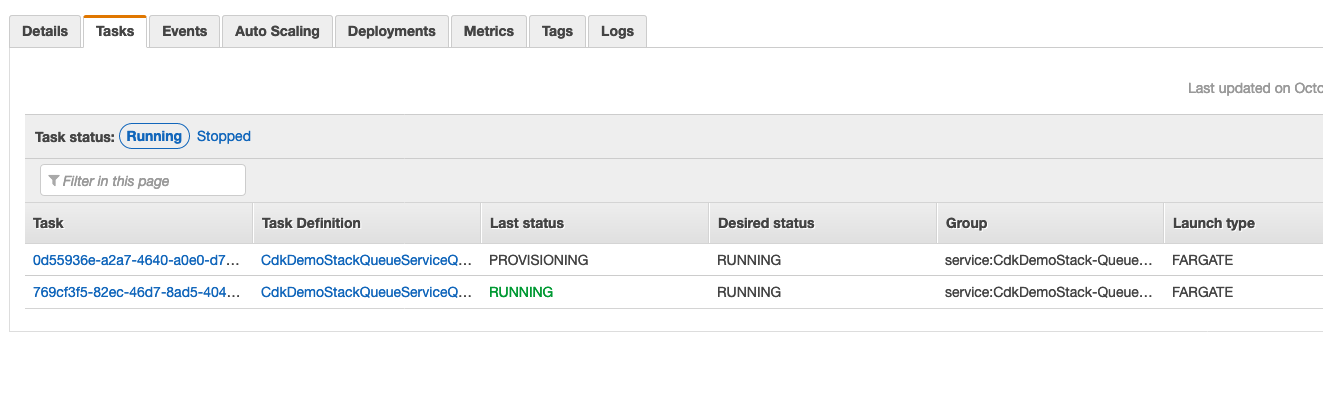 Details Tasks Events Auto Scaling Deployments Metrics Tags Logs
Last updated on Octo
Task status: Running Stopped
Filter in this page
Task Task Definition Last status Desired status Group Launch type
0d55936e-a2a7-4640-a0e0-d7... CdkDemoStackQueueServiceQ... PROVISIONING RUNNING service:CdkDemoStack-Queue... FARGATE
769cf3f5-82ec-46d7-8ad5-404... CdkDemoStackQueueServiceQ... RUNNING RUNNING service:CdkDemoStack-Queue... FARGATE